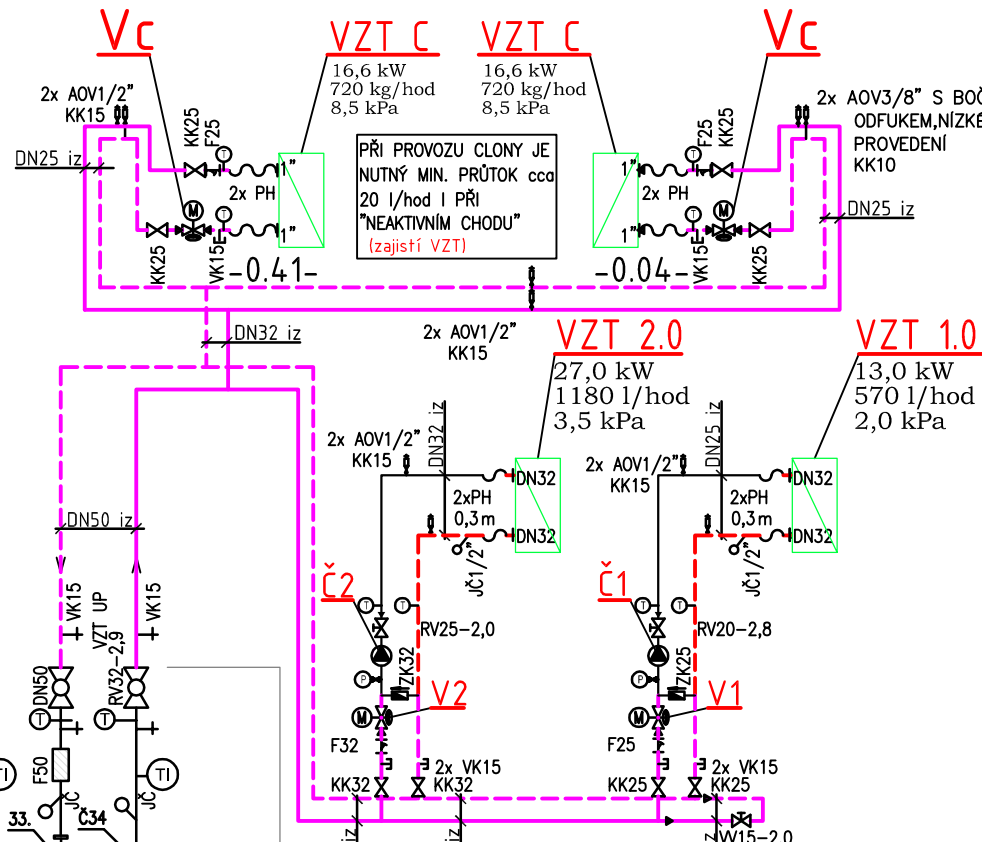 Vc
VZT C
16,6 kW
720 kg/hod
8,5 kPa
VZT C
16,6 kW
720 kg/hod
8,5 kPa
Vc
2x AOV1/2"
KK15
KK25
F25
T
2x PH
1"
1"
M
T
KK25
VK15
-0.41-
DN25 iz
PŘI PROVOZU CLONY JE
NUTNÝ MIN. PRŮTOK cca
20 l/hod I PŘI
"NEAKTIVNÍM CHODU"
(zajistí VZT)
1"
1"
2x PH
T
F25
KK25
T
M
VK15
KK25
-0.04-
2x AOV3/8" S BOČ
ODFUKEM,NÍZKÉ
PROVEDENÍ
KK10
DN25 iz
DN32 iz
2x AOV1/2"
KK15
VZT 2.0
27,0 kW
1180 l/hod
3,5 kPa
VZT 1.0
13,0 kW
570 l/hod
2,0 kPa
2x AOV1/2"
KK15
DN32 iz
DN32
2xPH
0,3m
DN32
JČ1/2"
2x AOV1/2"
KK15
DN25 iz
DN32
2xPH
0,3m
DN32
JČ1/2"
DN50 iz
VK15
VZT UP
VK15
DN50
RV32-2,9
T
T
F50
JČ
TI
JČ
TI
33.
Č34
Č2
T
T
RV25-2,0
P
ZK32
V2
M
F32
2x VK15
KK32
KK32
Č1
T
T
RV20-2,8
P
ZK25
V1
M
F25
2x VK15
KK25
KK25
iz
iz
VV15-2,0